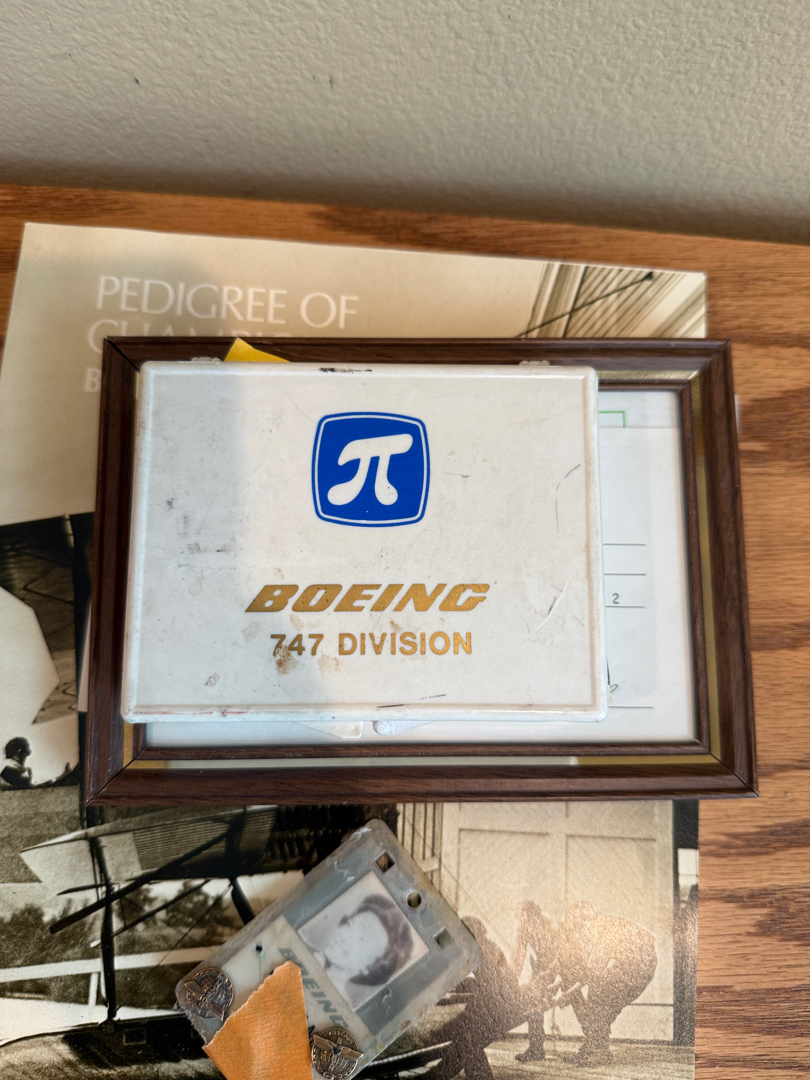 PEDIGREE OF
π
BOEING
747 DIVISION
2
BOEING